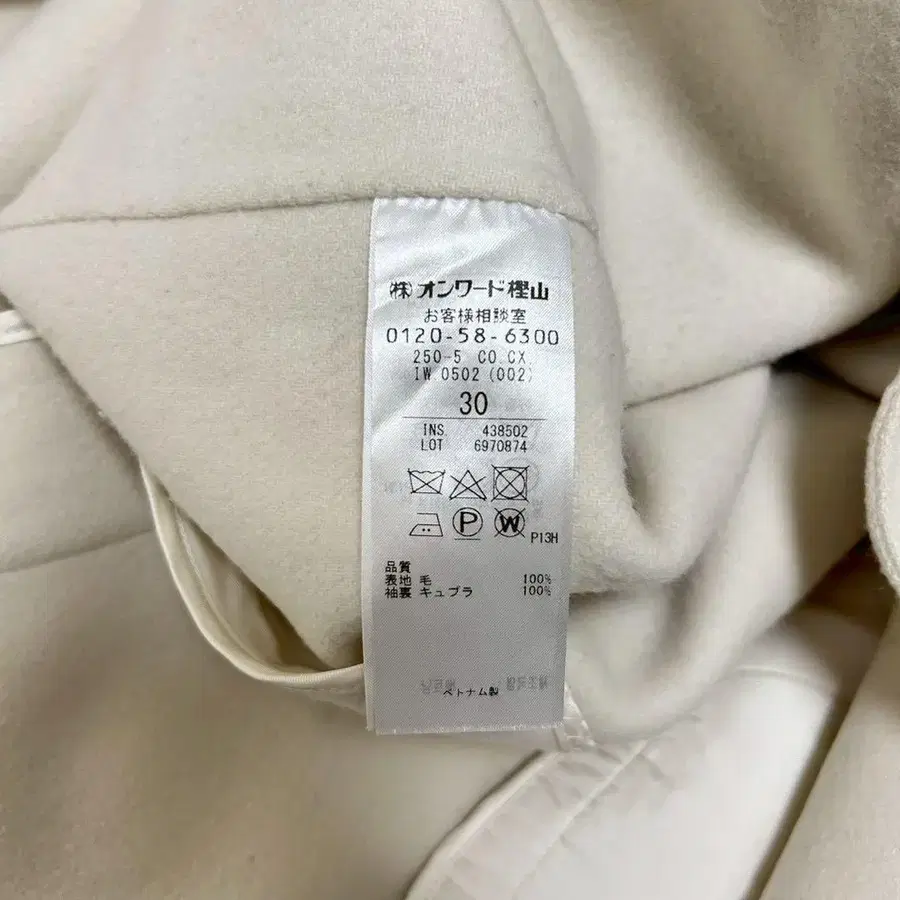 (株)オンワード樫山
お客様相談室
0120-58-6300
250-5 CO CX
IW 0502 (002)
30
INS 438502
LOT 6970874
P W P13H
品質
表地 毛 100%
袖裏 キュプラ 100%
ベトナム製